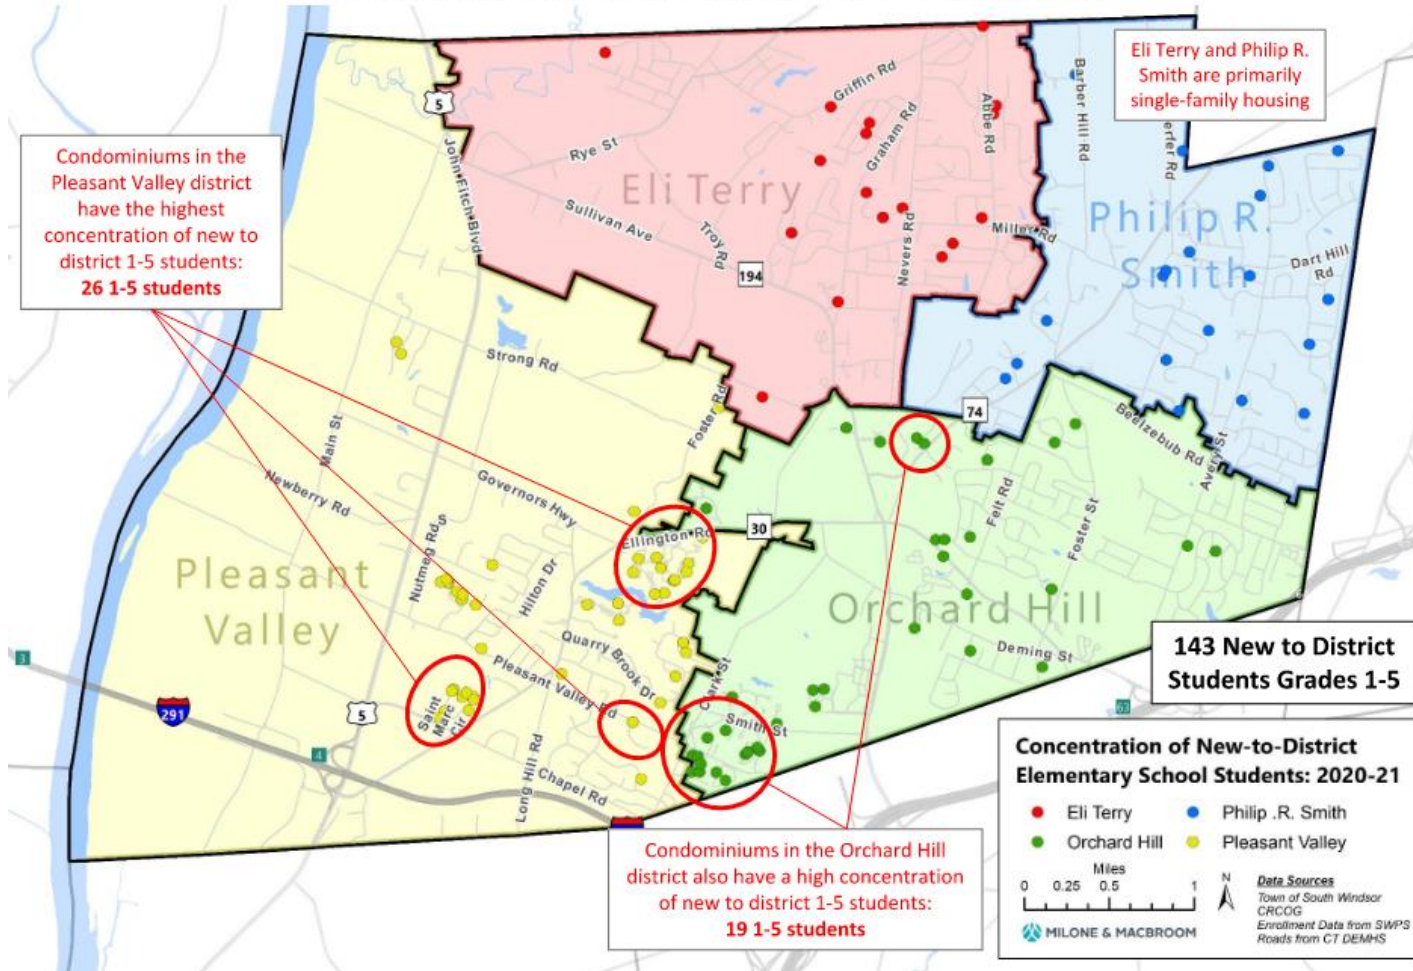 Eli Terry and Philip R.
Smith are primarily
single-family housing
Condominiums in the
Pleasant Valley district
have the highest
concentration of new to
district 1-5 students:
26 1-5 students
5
John Fitch Blvd
Rye St
Sullivan Ave
Griffin Rd
Graham Rd
Abbe Rd
Barber Hill Rd
erfer Rd
Eli Terry
Troy Rd
194
Nevers Rd
Miller Rd
Philip R.
Smith
Dart Hill
Rd
Strong Rd
Foster Rd
74
Beelzebub Rd
Avery St
Main St
Newberry Rd
Governors Hwy
Nutmeg Rd S
Ellington Rd
30
Felt Rd
Foster St
Hilton Dr
Pleasant
Valley
Orchard Hill
Quarry Brook Dr
Pleasant Valley Rd
Clark St
Deming St
Smith St
3
291
5
Saint
Marc
Cir
4
Long Hill Rd
Chapel Rd
63
143 New to District
Students Grades 1-5
Condominiums in the Orchard Hill
district also have a high concentration
of new to district 1-5 students:
19 1-5 students
Concentration of New-to-District
Elementary School Students: 2020-21
Eli Terry
Philip .R. Smith
Orchard Hill
Pleasant Valley
Miles
0 0.25 0.5 1
N
Data Sources
Town of South Windsor
CRCOG
Enrollment Data from SWPS
Roads from CT DEMHS
MILONE & MACBROOM